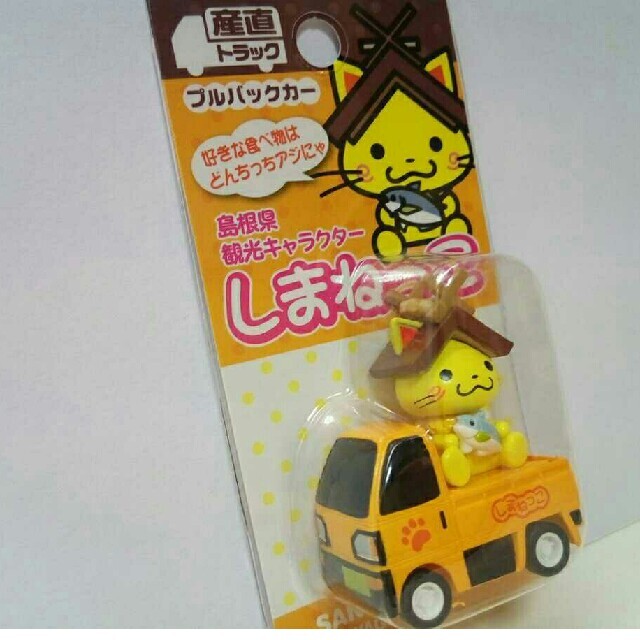 産直
トラック
プルバックカー
好きな食べ物は
どんちっちアジにゃ
島根県
観光キャラクター
しまねっこ
しまねっこ